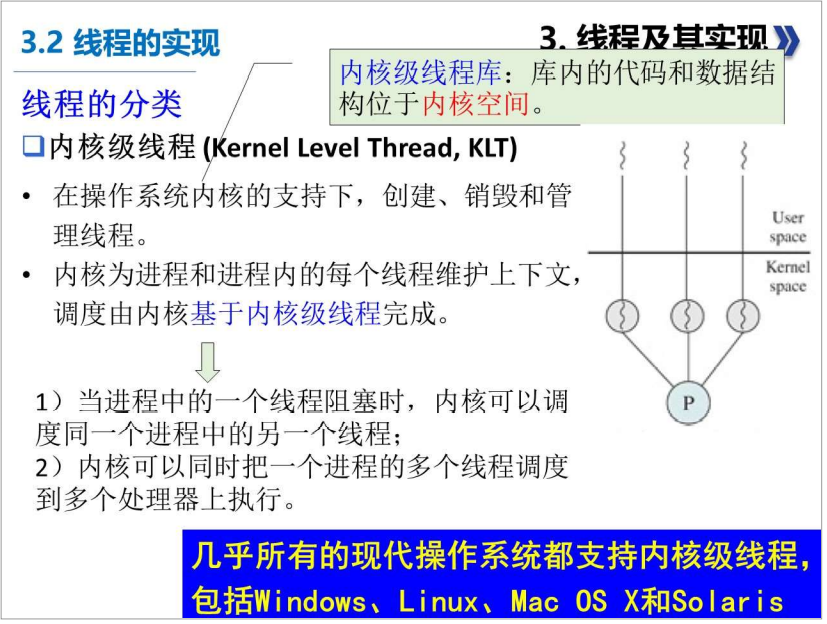 3.2 线程的实现
3. 线程及其实现
内核级线程库：库内的代码和数据结
构位于内核空间。
线程的分类
内核级线程 (Kernel Level Thread, KLT)
• 在操作系统内核的支持下，创建、销毁和管
理线程。
• 内核为进程和进程内的每个线程维护上下文，
调度由内核基于内核级线程完成。
1）当进程中的一个线程阻塞时，内核可以调
度同一个进程中的另一个线程；
2）内核可以同时把一个进程的多个线程调度
到多个处理器上执行。
User
space
Kernel
space
P
几乎所有的现代操作系统都支持内核级线程，
包括Windows、Linux、Mac OS X和Solaris